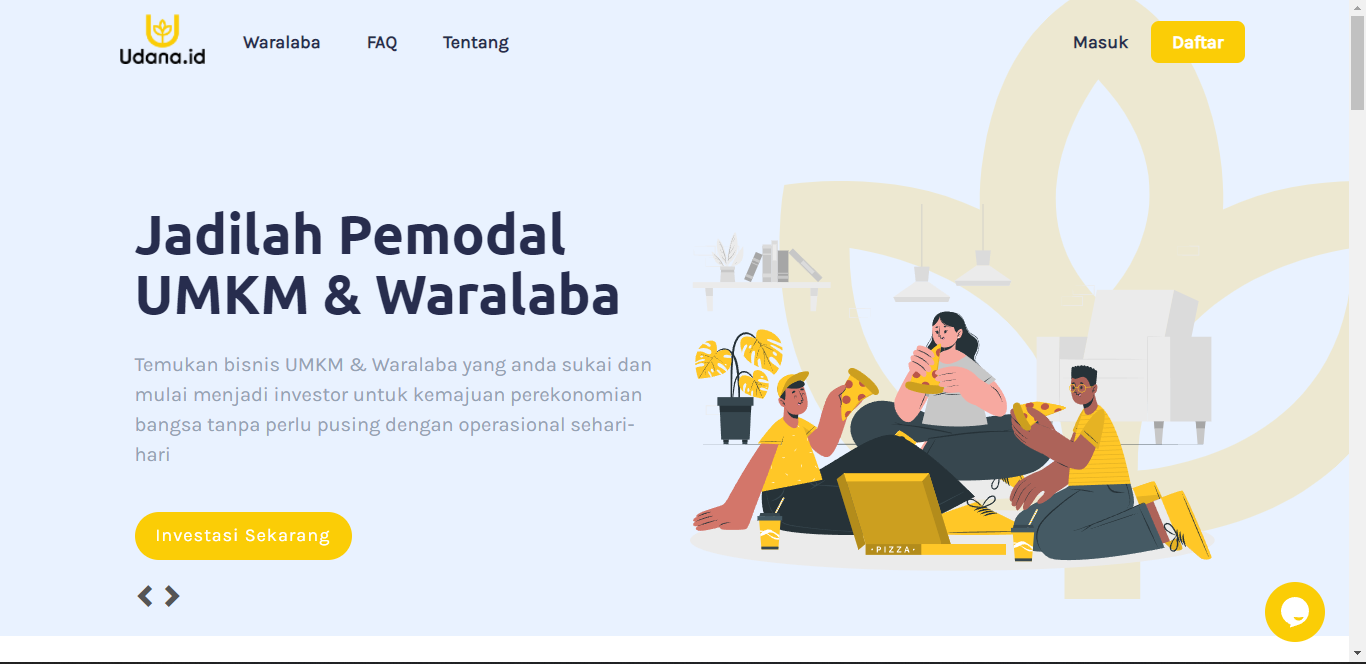 Udana.id
Waralaba
FAQ
Tentang
Masuk
Daftar
Jadilah Pemodal
UMKM & Waralaba
Temukan bisnis UMKM & Waralaba yang anda sukai dan
mulai menjadi investor untuk kemajuan perekonomian
bangsa tanpa perlu pusing dengan operasional sehari-
hari
Investasi Sekarang
· PIZZA ·